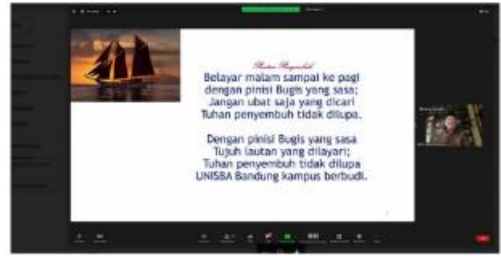 Belayar malam sampai ke pagi
dengan pinisi Bugis yang sasa;
Jangan ubat saja yang dicari
Tuhan penyembuh tidak dilupa.
Dengan pinisi Bugis yang sasa
Tujuh lautan yang dilayari;
Tuhan penyembuh tidak dilupa
UNISBA Bandung kampus berbudi.